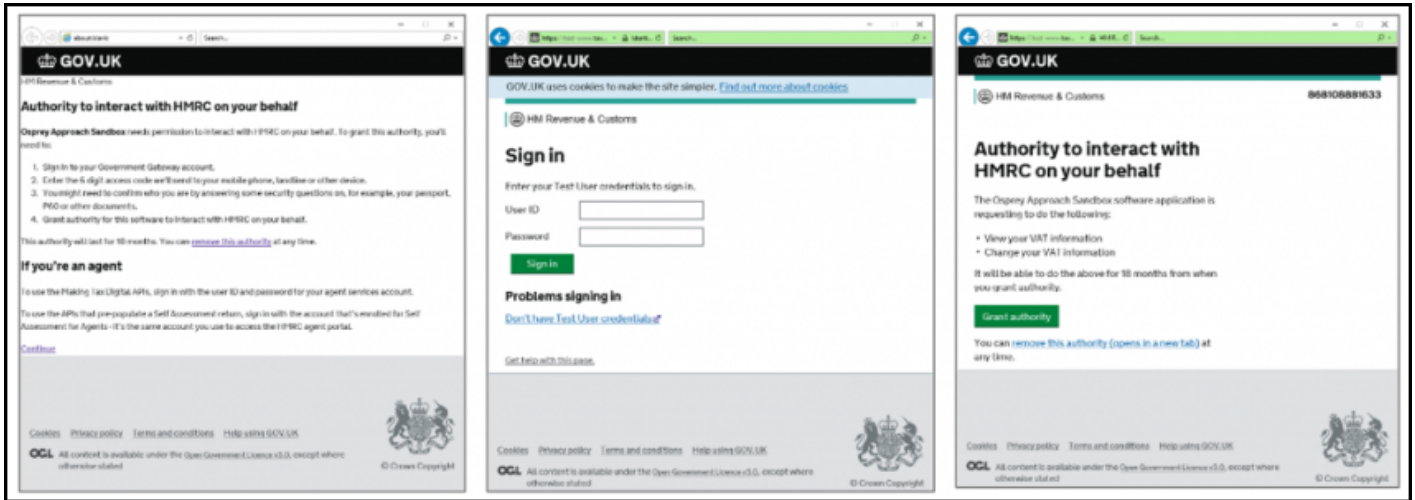 about:blank
Search...
GOV.UK
HM Revenue & Customs
Authority to interact with HMRC on your behalf
Osprey Approach Sandbox needs permission to interact with HMRC on your behalf. To grant this authority, you'll
need to:
1. Sign in to your Government Gateway account.
2. Enter the 6 digit access code we'll send to your mobile phone, landline or other device.
3. You might need to confirm who you are by answering some security questions on, for example, your passport,
P60 or other documents.
4. Grant authority for this software to interact with HMRC on your behalf.
This authority will last for 18 months. You can remove this authority at any time.
If you're an agent
To use the Making Tax Digital APIs, sign in with the user ID and password for your agent services account.
To use the APIs that pre-populate a Self Assessment return, sign in with the account that's enrolled for Self
Assessment for Agents - it's the same account you use to access the HMRC agent portal.
Continue
Cookies Privacy policy Terms and conditions Help using GOV.UK
OGL All content is available under the Open Government Licence v3.0, except where
otherwise stated
© Crown Copyright
Search...
GOV.UK
GOV.UK uses cookies to make the site simpler. Find out more about cookies
HM Revenue & Customs
Sign in
Enter your Test User credentials to sign in.
User ID
Password
Sign in
Problems signing in
Don't have Test User credentials
Get help with this page.
Cookies Privacy policy Terms and conditions Help using GOV.UK
OGL All content is available under the Open Government Licence v3.0, except where
otherwise stated
© Crown Copyright
Search...
GOV.UK
HM Revenue & Customs
868108881633
Authority to interact with
HMRC on your behalf
The Osprey Approach Sandbox software application is
requesting to do the following:
• View your VAT information
• Change your VAT information
It will be able to do the above for 18 months from when
you grant authority.
Grant authority
You can remove this authority (opens in a new tab) at
any time.
Cookies Privacy policy Terms and conditions Help using GOV.UK
OGL All content is available under the Open Government Licence v3.0, except where
otherwise stated
© Crown Copyright